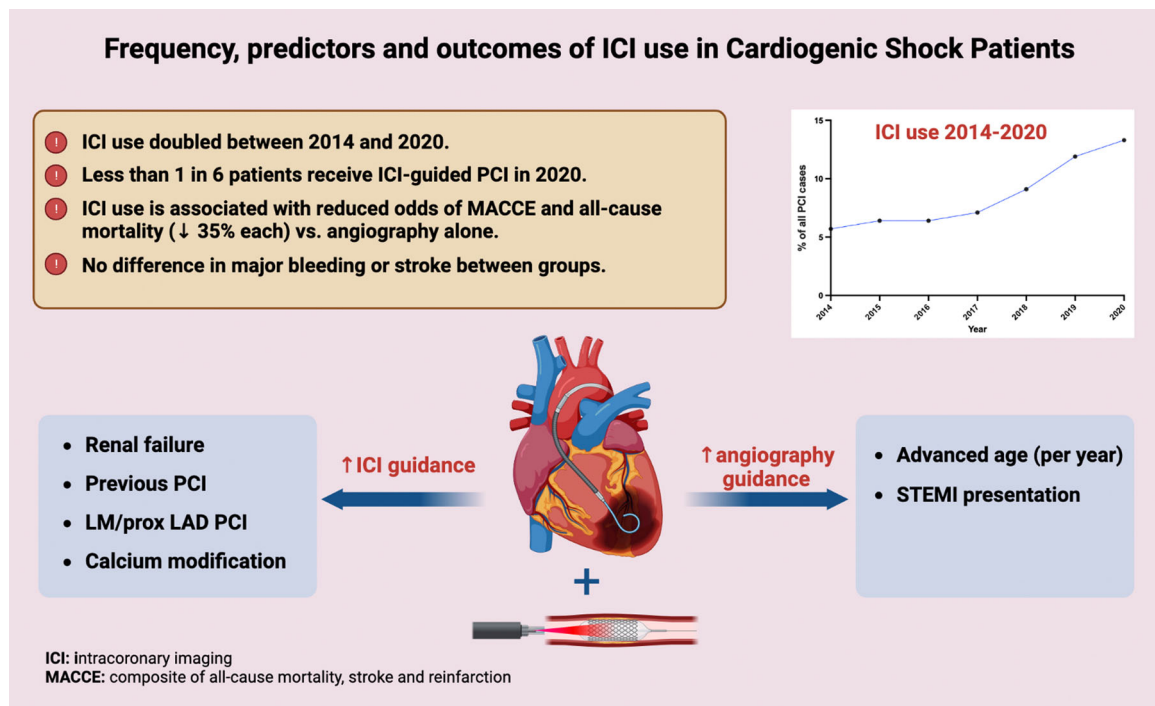 Frequency, predictors and outcomes of ICI use in Cardiogenic Shock Patients
! ICI use doubled between 2014 and 2020.
! Less than 1 in 6 patients receive ICI-guided PCI in 2020.
! ICI use is associated with reduced odds of MACCE and all-cause
mortality (↓ 35% each) vs. angiography alone.
! No difference in major bleeding or stroke between groups.
ICI use 2014-2020
% of all PCI cases
15
10
5
0
2014
2015
2016
2017
2018
2019
2020
Year
• Renal failure
• Previous PCI
• LM/prox LAD PCI
• Calcium modification
↑ICI guidance
↑angiography
guidance
• Advanced age (per year)
• STEMI presentation
+
ICI: intracoronary imaging
MACCE: composite of all-cause mortality, stroke and reinfarction